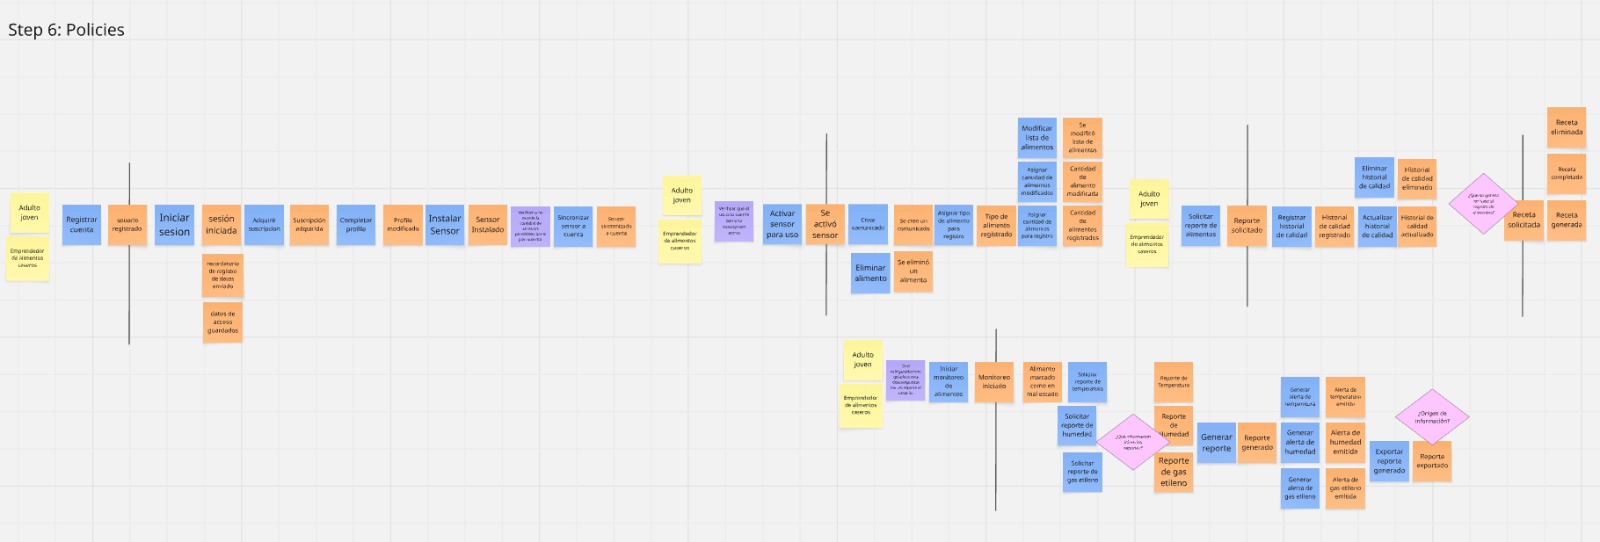 Step 6: Policies
Adulto
joven
Emprendedor
de alimentos
caseros
Registrar
cuenta
usuario
registrado
Iniciar
sesion
sesión
iniciada
recordatorio
de registro
de datos
enviado
datos de
acceso
guardados
Adquirir
suscripcion
Suscripción
adquirida
Completar
profile
Profile
modificado
Instalar
Sensor
Sensor
Instalado
Sincronizar
sensor a
cuenta
Sensor
sincronizado
a cuenta
Adulto
joven
Emprendedor
de alimentos
caseros
Activar
sensor
para uso
Se
activó
sensor
Crear
comunicado
Se creó un
comunicado
Eliminar
alimento
Se eliminó
un
alimento
Asignar tipo
de alimento
para
registro
Tipo de
alimento
registrado
Modificar
lista de
alimentos
Se
modificó
lista de
alimentos
Asignar
cantidad de
alimentos
modificados
Cantidad
de
alimento
modificada
Asignar
cantidad de
alimentos
para registro
Cantidad
de
alimentos
registrados
Adulto
joven
Emprendedor
de alimentos
caseros
Solicitar
reporte de
alimentos
Reporte
solicitado
Registrar
historial
de calidad
Historial
de calidad
registrado
Eliminar
historial
de calidad
Historial
de calidad
eliminado
Actualizar
historial
de calidad
Historial de
calidad
actualizado
Receta
solicitada
Receta
eliminada
Receta
completada
Receta
generada
Adulto
joven
Emprendedor
de alimentos
caseros
Iniciar
monitoreo
de
alimento
Monitoreo
iniciado
Alimento
marcado
como en
mal estado
Solicitar
reporte de
temperatura
Solicitar
reporte de
humedad
Solicitar
reporte de
gas etileno
Reporte de
Temperatura
Reporte
de
humedad
Reporte
de gas
etileno
Generar
reporte
Reporte
generado
Generar
alerta de
temperatura
Alerta de
temperatura
emitida
Generar
alerta de
humedad
Alerta de
humedad
emitida
Generar
alerta de
gas etileno
Alerta de
gas etileno
emitida
Exportar
reporte
generado
Reporte
exportado
¿Origen de
información?